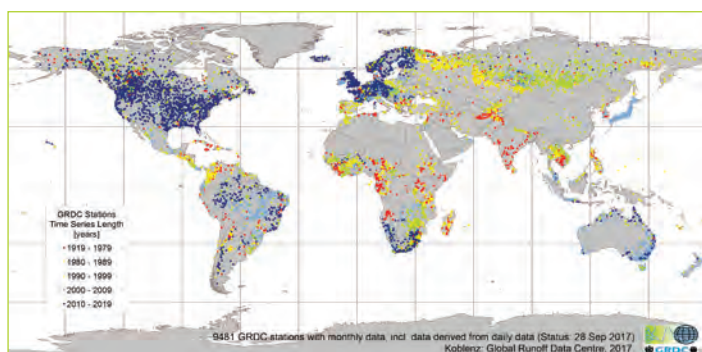 GRDC Stations
Time Series Length
[years]
1919 - 1979
1980 - 1989
1990 - 1999
2000 - 2009
2010 - 2019
9481 GRDC stations with monthly data, incl. data derived from daily data (Status: 28 Sep 2017)
Koblenz: Global Runoff Data Centre, 2017.
GRDC